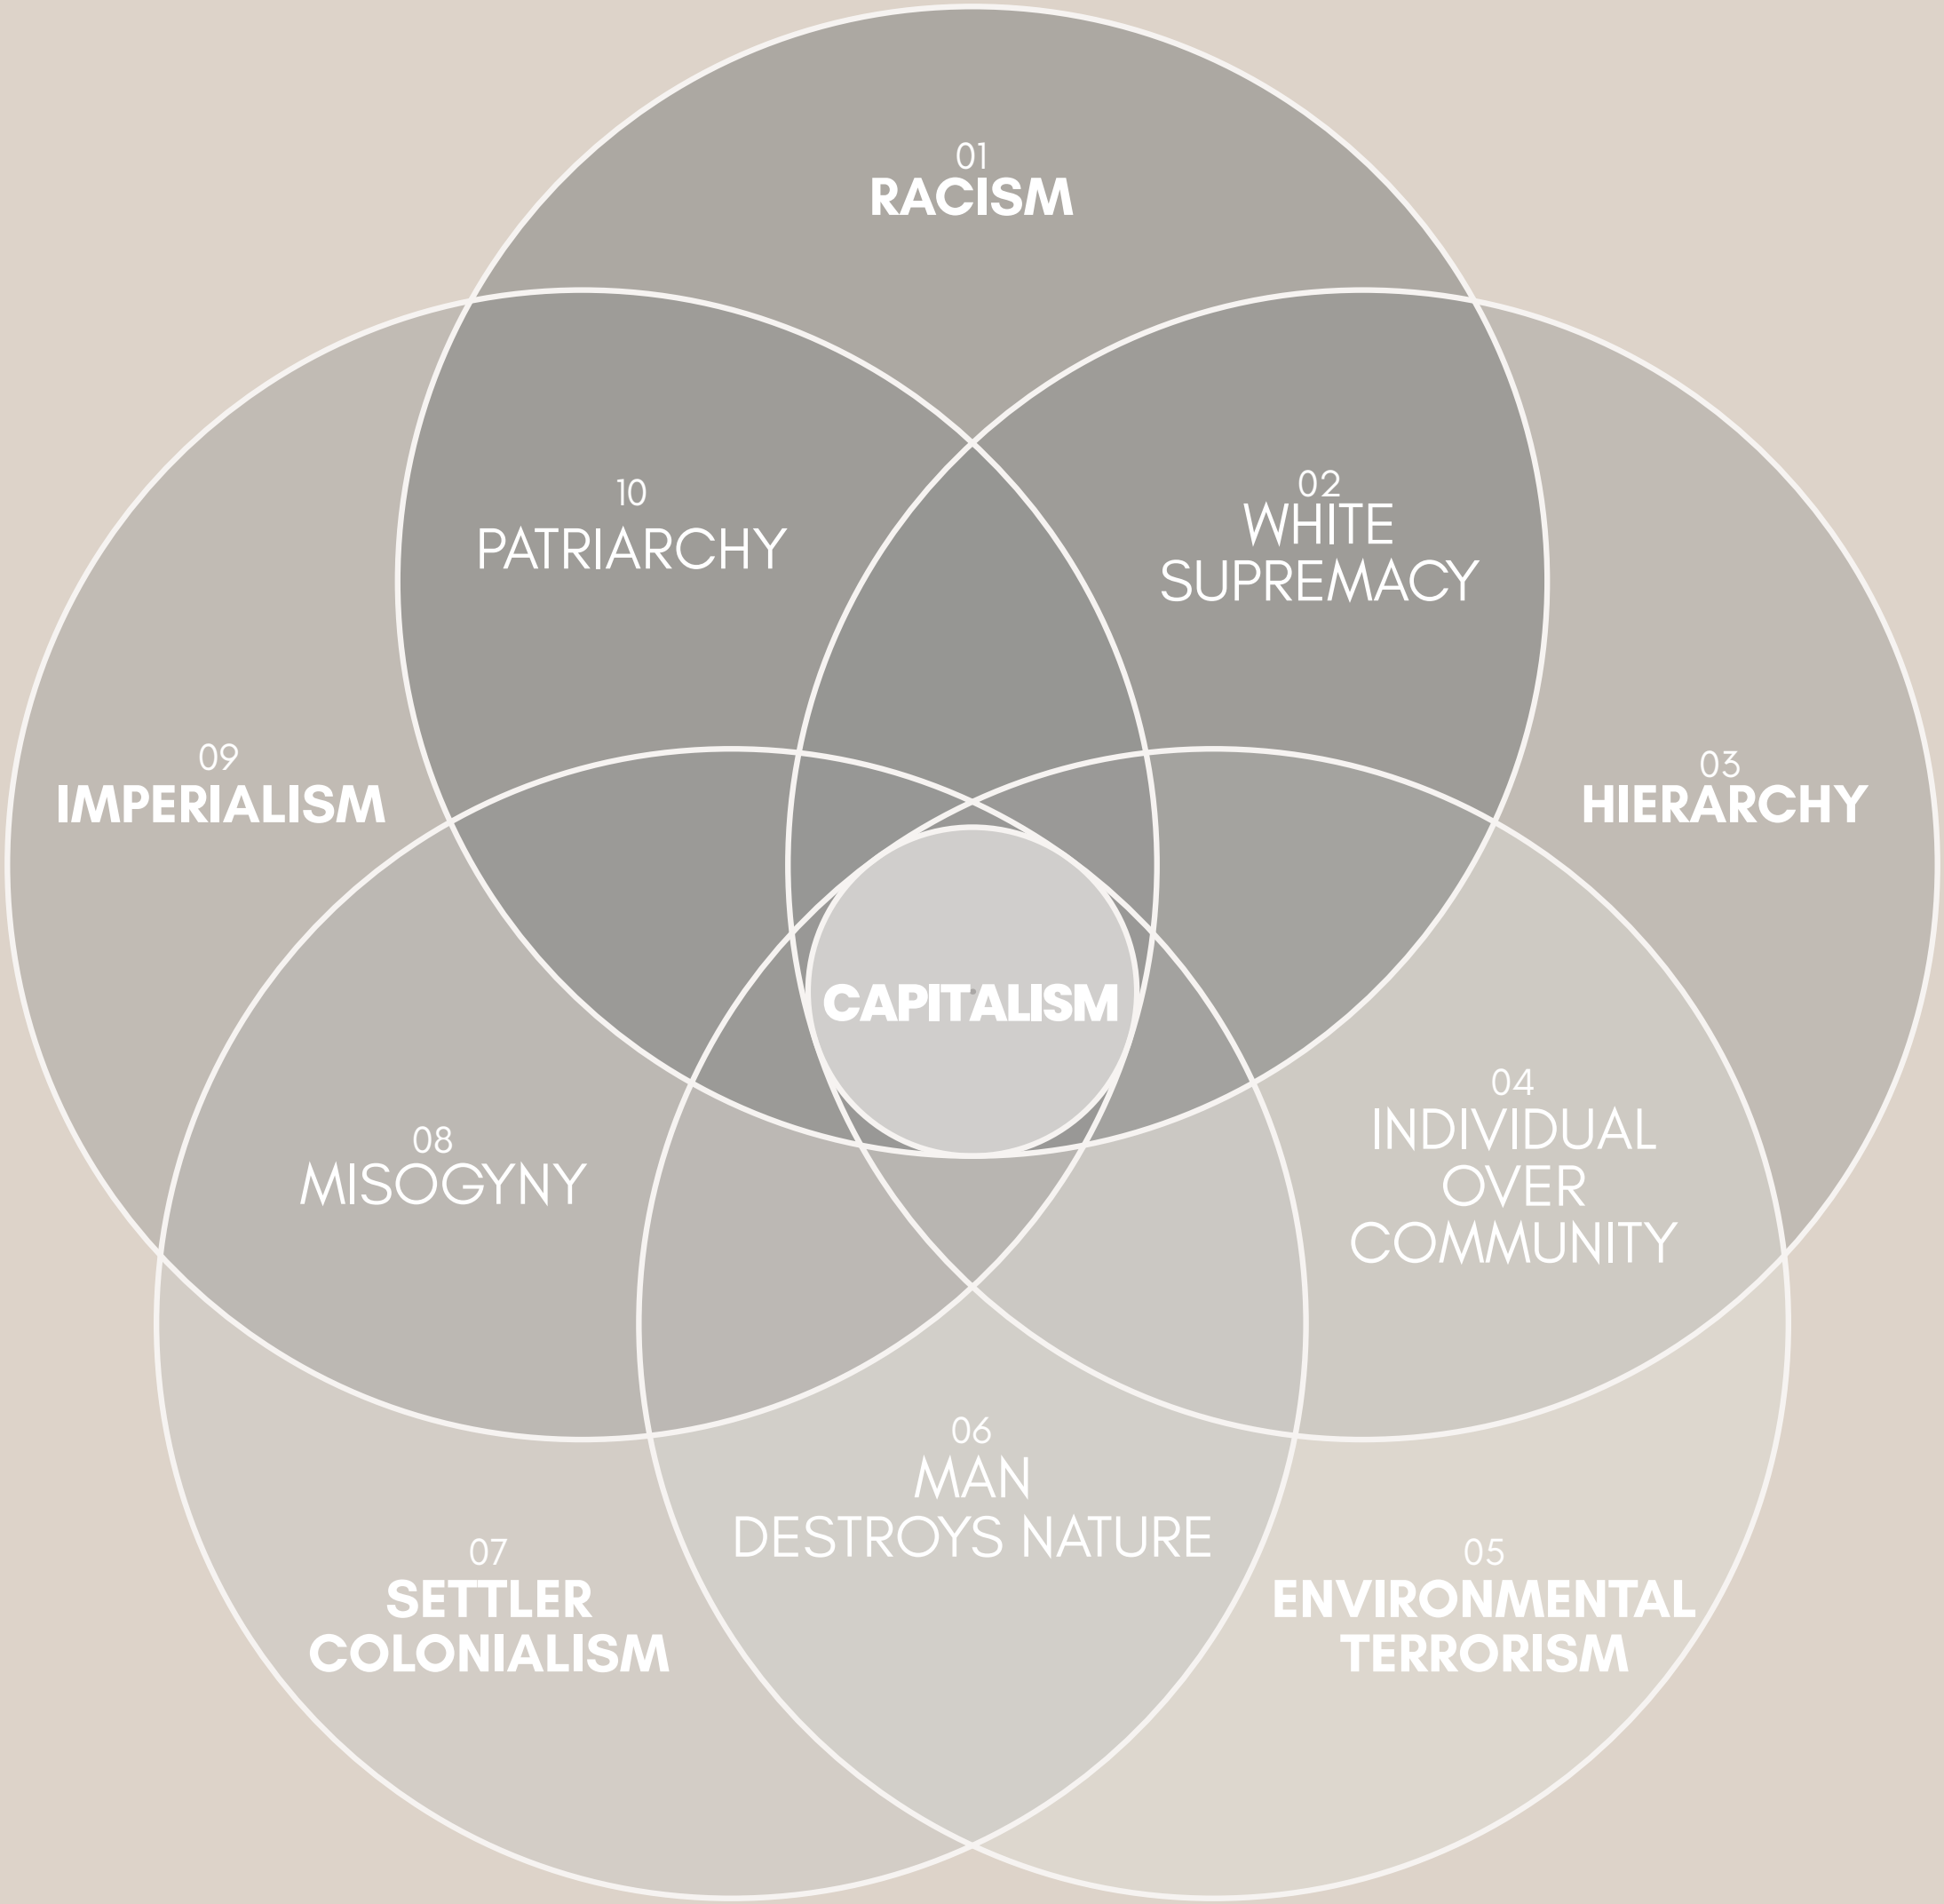 01
RACISM
10
PATRIARCHY
02
WHITE
SUPREMACY
09
IMPERIALISM
03
HIERARCHY
CAPITALISM
08
MISOGYNY
04
INDIVIDUAL
OVER
COMMUNITY
06
MAN
DESTROYS NATURE
07
SETTLER
COLONIALISM
05
ENVIRONMENTAL
TERRORISM